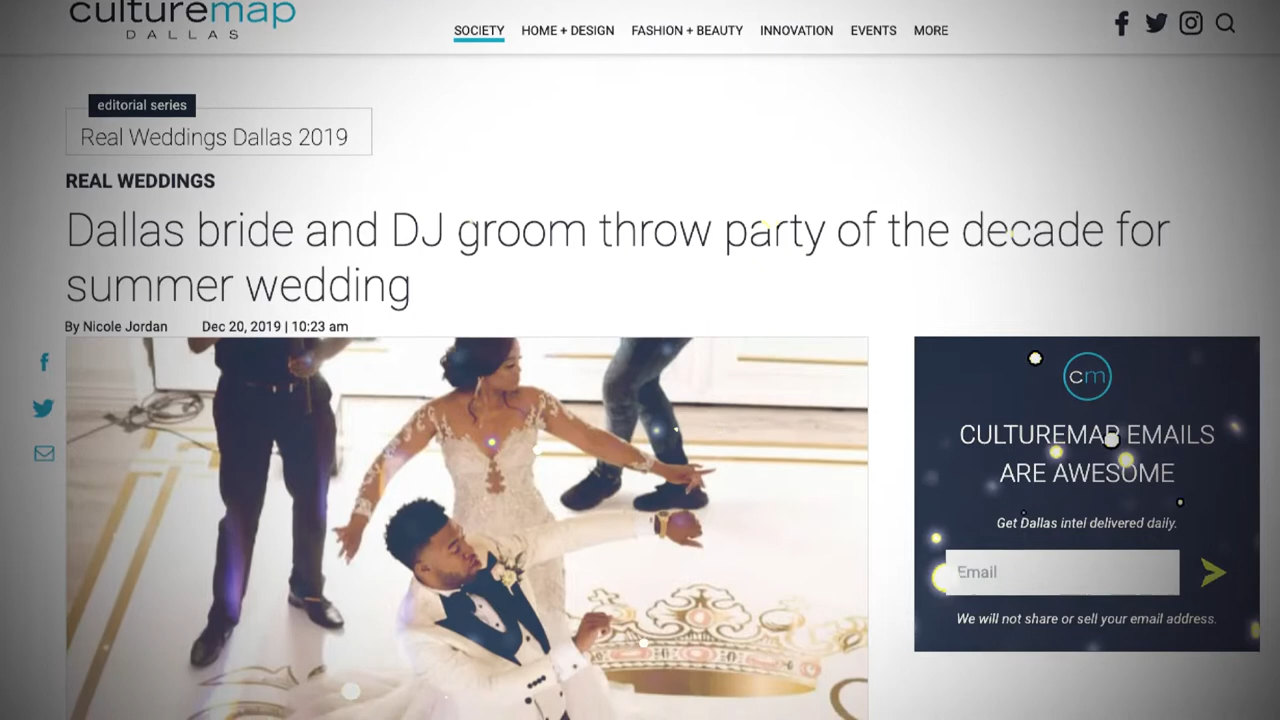 culturemap
DALLAS
SOCIETY HOME + DESIGN FASHION + BEAUTY INNOVATION EVENTS MORE
editorial series
Real Weddings Dallas 2019
REAL WEDDINGS
Dallas bride and DJ groom throw party of the decade for
summer wedding
By Nicole Jordan Dec 20, 2019 | 10:23 am
cm
CULTUREMAP EMAILS
ARE AWESOME
Get Dallas intel delivered daily.
Email
We will not share or sell your email address.